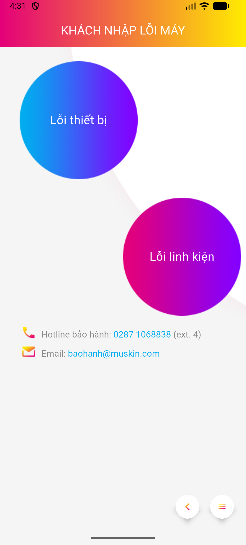 4:31
KHÁCH NHẬP LỖI MÁY
Lỗi thiết bị
Lỗi linh kiện
Hotline bảo hành: 0287 1068838 (ext. 4)
Email: baohanh@muskin.com